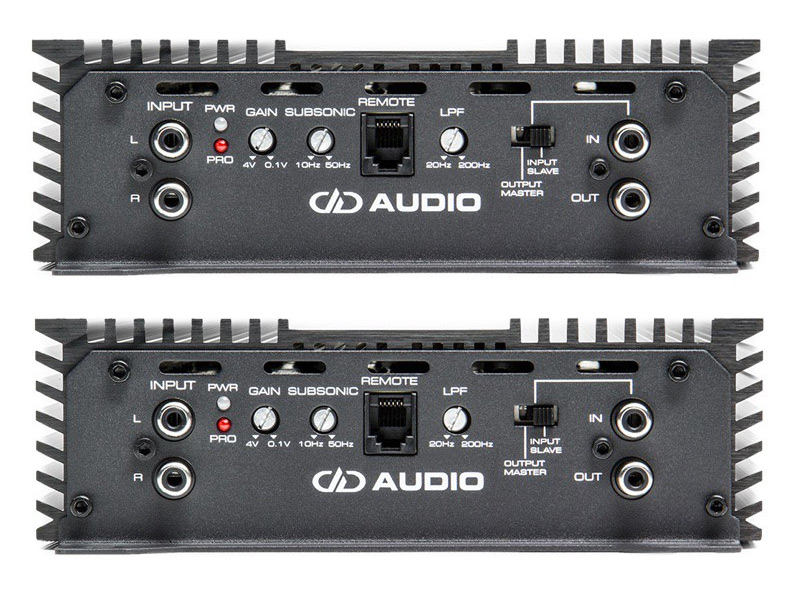 INPUT PWR GAIN SUBSONIC REMOTE LPF
L IN
PRO
4V 0.1V 10Hz 50Hz 20Hz 200Hz
INPUT
SLAVE
OUTPUT
MASTER
R OUT
DD AUDIO
INPUT PWR GAIN SUBSONIC REMOTE LPF
L IN
PRO
4V 0.1V 10Hz 50Hz 20Hz 200Hz
INPUT
SLAVE
OUTPUT
MASTER
R OUT
DD AUDIO